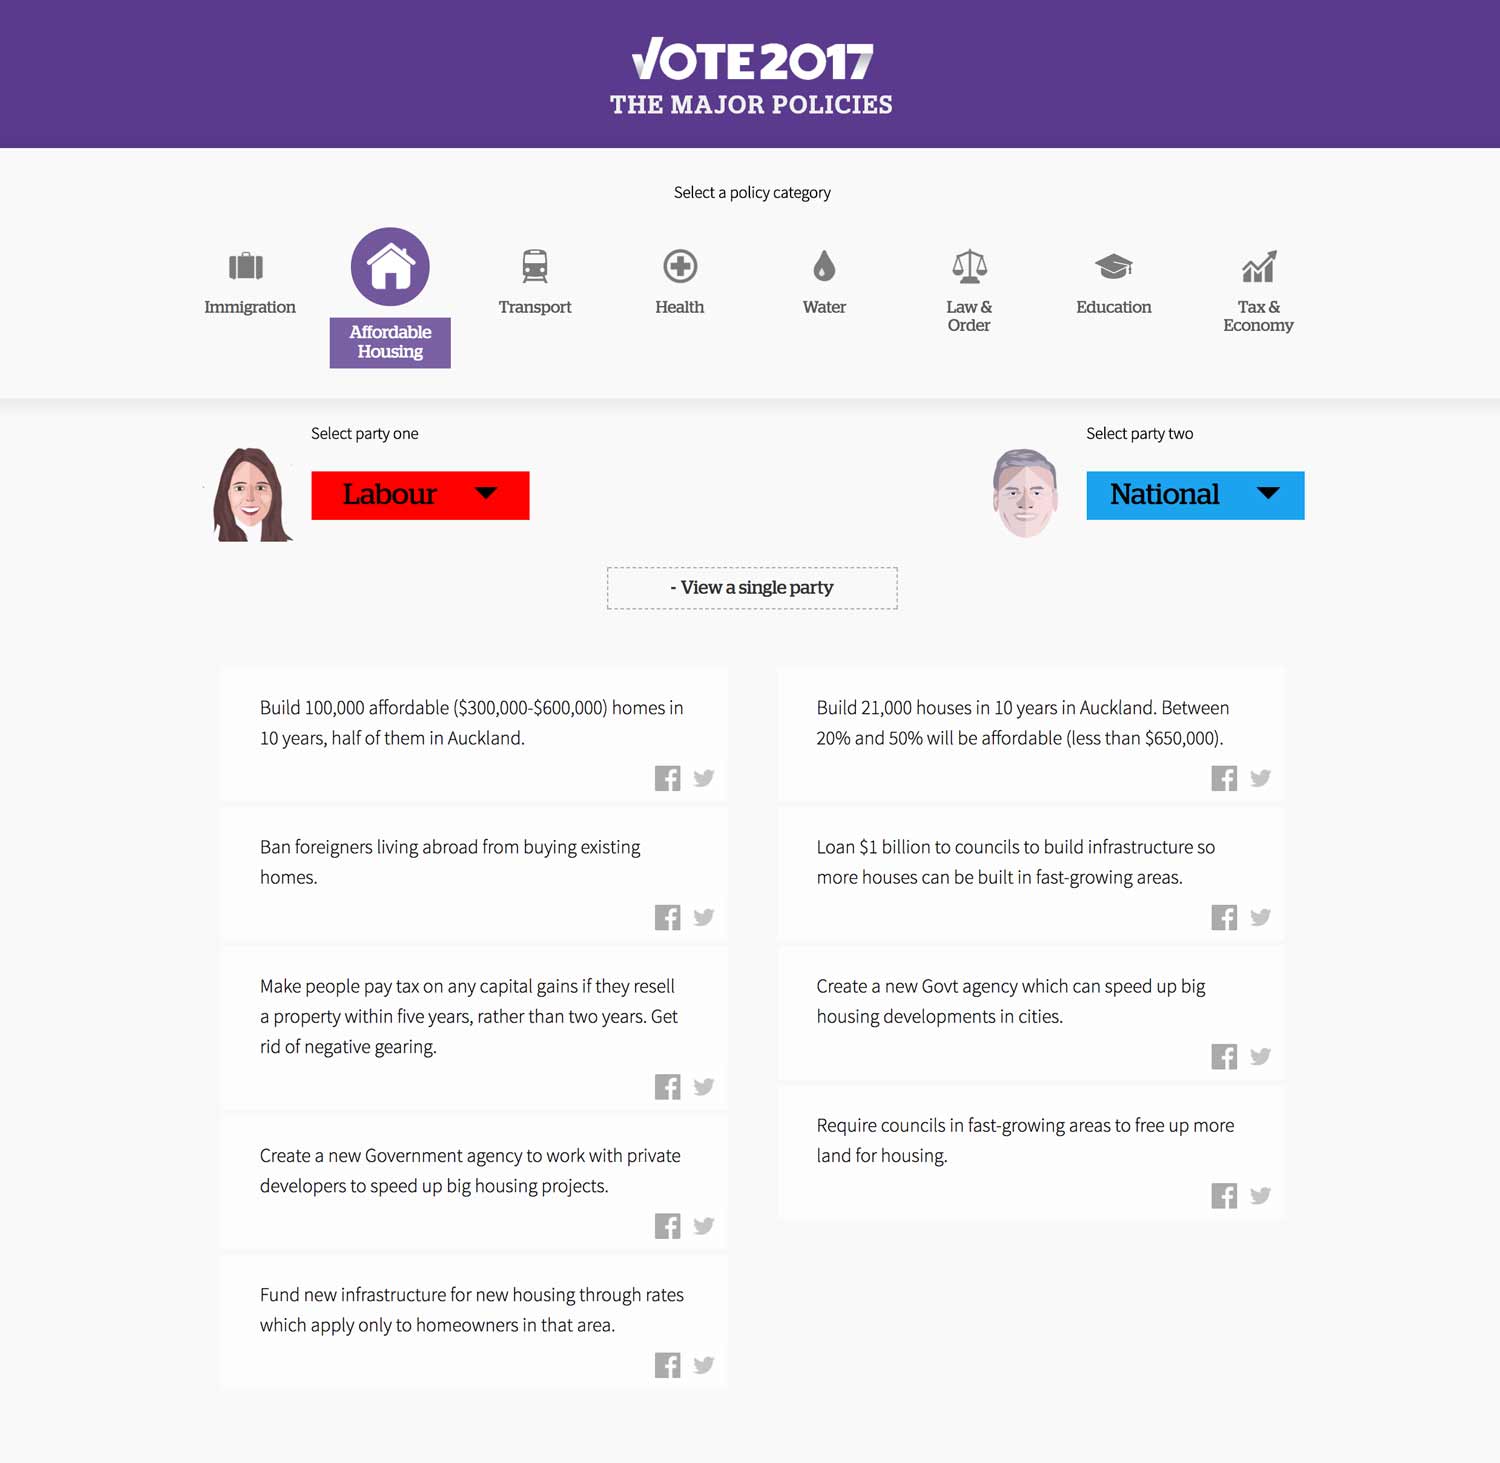 VOTE 2017
THE MAJOR POLICIES
Select a policy category
Immigration
Affordable
Housing
Transport
Health
Water
Law &
Order
Education
Tax &
Economy
Select party one
Labour
Select party two
National
- View a single party
Build 100,000 affordable ($300,000-$600,000) homes in
10 years, half of them in Auckland.
Ban foreigners living abroad from buying existing
homes.
Make people pay tax on any capital gains if they resell
a property within five years, rather than two years. Get
rid of negative gearing.
Create a new Government agency to work with private
developers to speed up big housing projects.
Fund new infrastructure for new housing through rates
which apply only to homeowners in that area.
Build 21,000 houses in 10 years in Auckland. Between
20% and 50% will be affordable (less than $650,000).
Loan $1 billion to councils to build infrastructure so
more houses can be built in fast-growing areas.
Create a new Govt agency which can speed up big
housing developments in cities.
Require councils in fast-growing areas to free up more
land for housing.